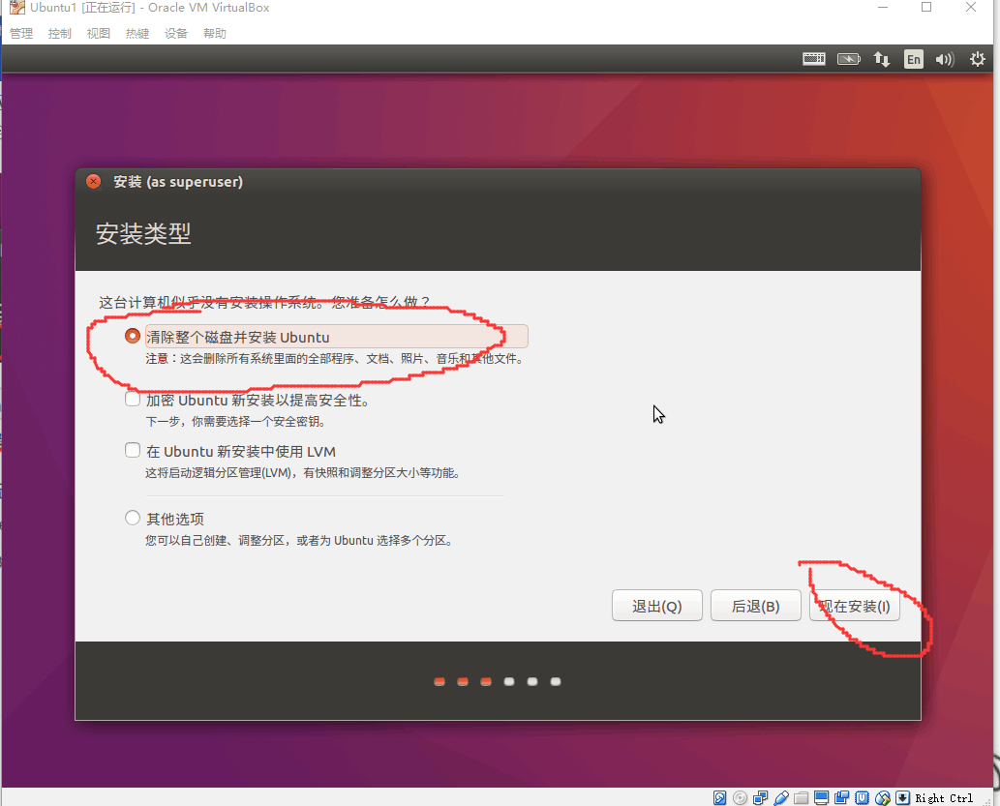 Ubuntu1 [正在运行] - Oracle VM VirtualBox
管理 控制 视图 热键 设备 帮助
En
安装 (as superuser)
安装类型
这台计算机似乎没有安装操作系统。您准备怎么做？
清除整个磁盘并安装 Ubuntu
注意：这会删除所有系统里面的全部程序、文档、照片、音乐和其他文件。
加密 Ubuntu 新安装以提高安全性。
下一步，你需要选择一个安全密钥。
在 Ubuntu 新安装中使用 LVM
这将启动逻辑分区管理(LVM)，有快照和调整分区大小等功能。
其他选项
您可以自己创建、调整分区，或者为 Ubuntu 选择多个分区。
退出(Q) 后退(B) 现在安装(I)
Right Ctrl